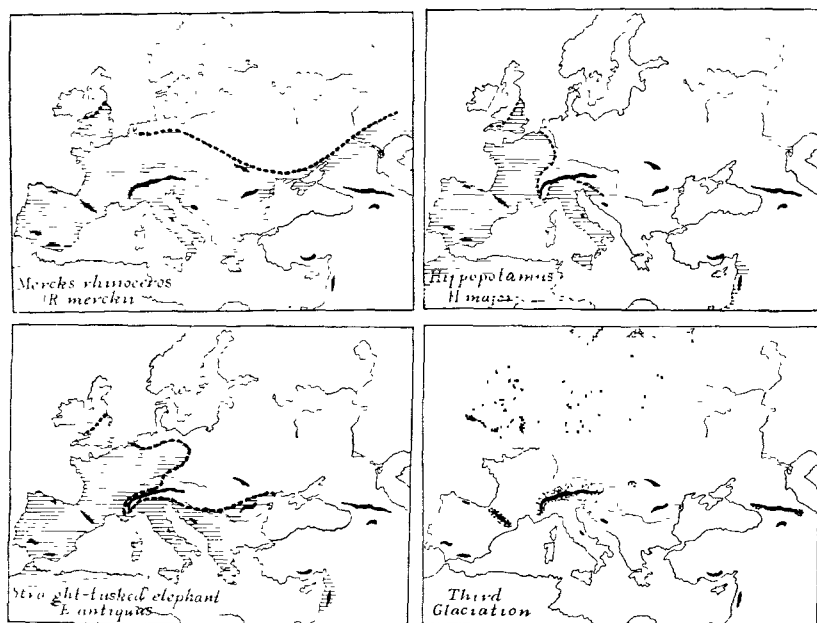 Mercks rhinoceros
R merckii
Hippopotamus
H major
Straight-tusked elephant
E antiquus
Third
Glaciation